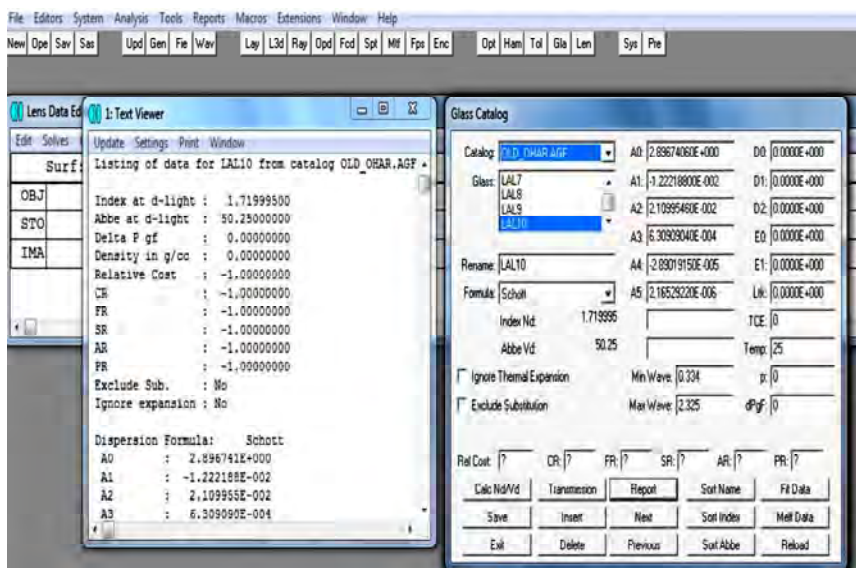 File Editors System Analysis Tools Reports Macros Extensions Window Help
New Ope Sav Sas Upd Gen Fie Wav Lay L3d Ray Opd Fcd Spt Mtf Fps Enc Opt Ham Tol Gla Len Sys Pre
Lens Data Ed
Edit Solves
Surf:
OBJ
STO
IMA
1: Text Viewer
Update Settings Print Window
Listing of data for LAL10 from catalog OLD_OHAR.AGF
Index at d-light : 1.71999500
Abbe at d-light : 50.25000000
Delta P gf : 0.00000000
Density in g/cc : 0.00000000
Relative Cost : -1.00000000
CR : -1.00000000
FR : -1.00000000
SR : -1.00000000
AR : -1.00000000
PR : -1.00000000
Exclude Sub. : No
Ignore expansion : No
Dispersion Formula: Schott
A0 : 2.896741E+000
A1 : -1.222188E-002
A2 : 2.109955E-002
A3 : 6.309090E-004
Glass Catalog
Catalog: OLD_OHAR.AGF A0: 2.89674060E+000 D0: 0.0000E+000
Glass: LAL7 A1: -1.22218800E-002 D1: 0.0000E+000
LAL8
LAL9 A2: 2.10995460E-002 D2: 0.0000E+000
LAL10 A3: 6.30909040E-004 E0: 0.0000E+000
Rename: LAL10 A4: -2.89019150E-005 E1: 0.0000E+000
Formula: Schott A5: 2.16529220E-006 Ltk: 0.0000E+000
Index Nd: 1.719995 TCE: 0
Abbe Vd: 50.25 Temp: 25
Ignore Thermal Expansion Min Wave: 0.334 p: 0
Exclude Substitution Max Wave: 2.325 dPgF: 0
Rel Cost: ? CR: ? FR: ? SR: ? AR: ? PR: ?
Calc Nd/Vd Transmission Report Sort Name Fit Data
Save Insert Next Sort Index Melt Data
Exit Delete Previous Sort Abbe Reload